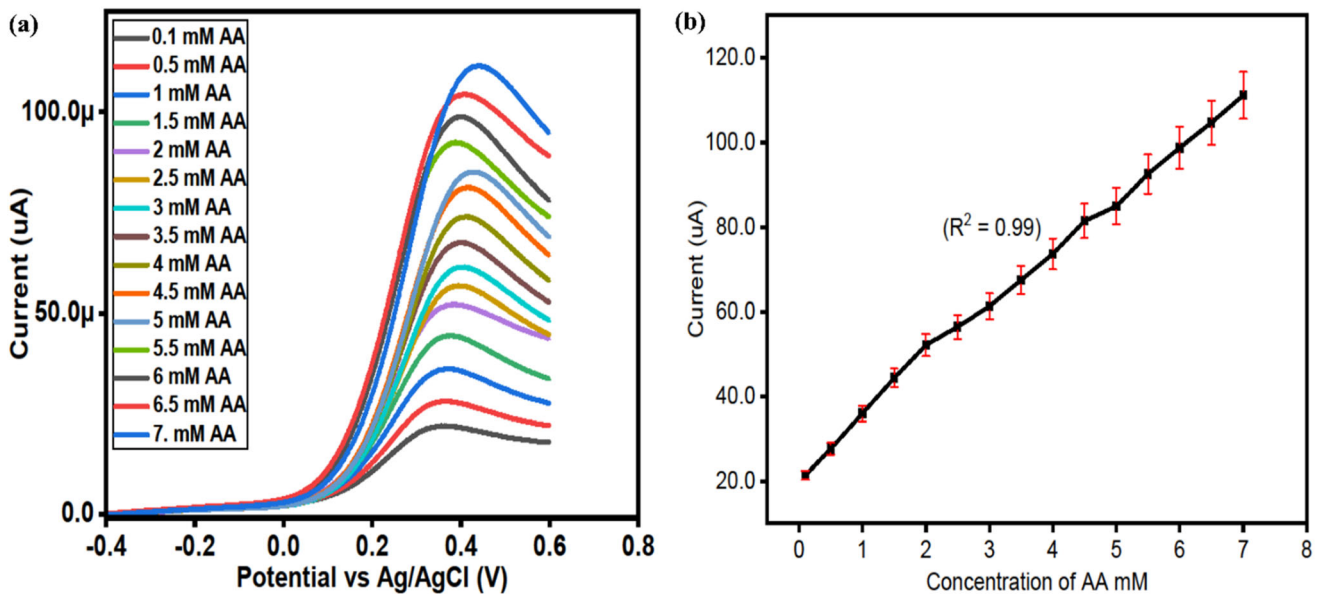 (a)
0.1 mM AA
0.5 mM AA
1 mM AA
1.5 mM AA
2 mM AA
2.5 mM AA
3 mM AA
3.5 mM AA
4 mM AA
4.5 mM AA
5 mM AA
5.5 mM AA
6 mM AA
6.5 mM AA
7. mM AA
100.0µ
50.0µ
0.0
Current (uA)
-0.4 -0.2 0.0 0.2 0.4 0.6 0.8
Potential vs Ag/AgCl (V)
(b)
120.0
100.0
80.0
60.0
40.0
20.0
Current (uA)
(R² = 0.99)
0 1 2 3 4 5 6 7 8
Concentration of AA mM